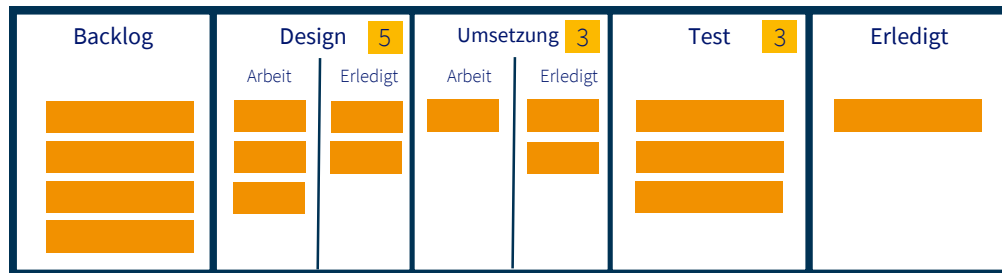 Backlog
Design 5
Umsetzung 3
Test 3
Erledigt
Arbeit Erledigt
Arbeit Erledigt